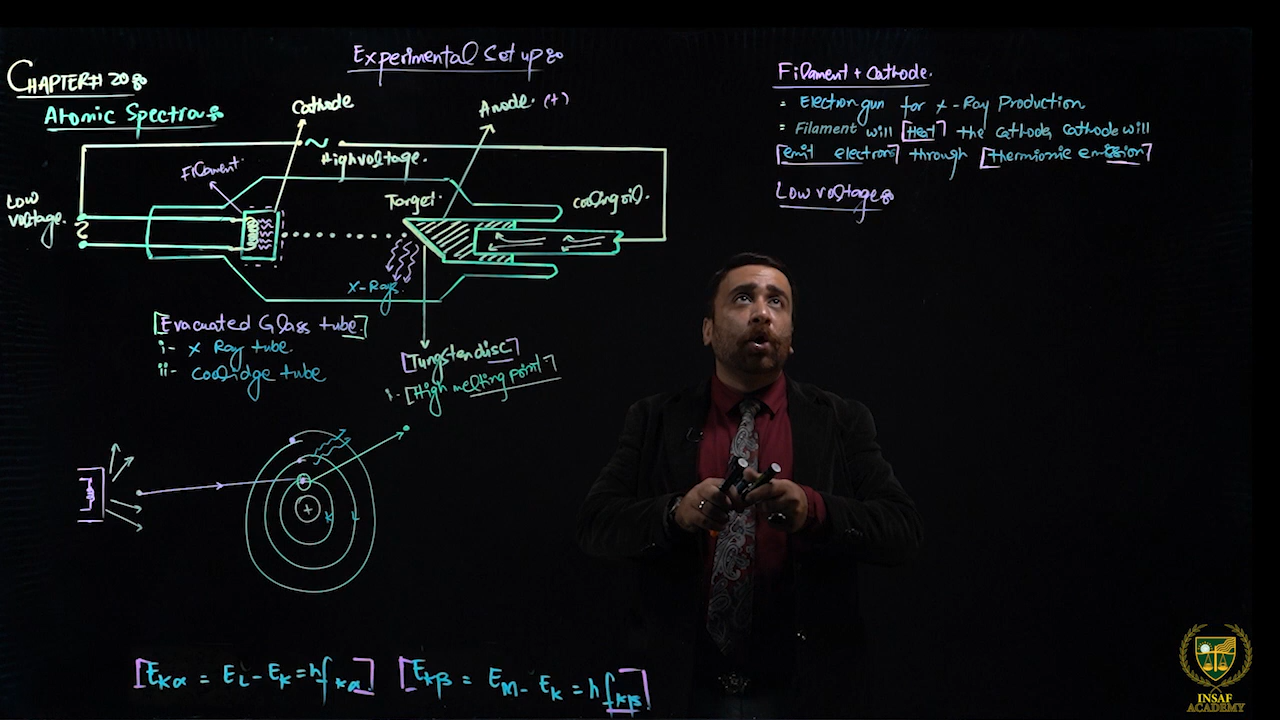 Experimental Set up:
CHAPTER# 20:
Atomic Spectra:
Cathode
Anode (+)
~
High voltage.
Filament
Low
voltage.
Target
cooling oil.
X-Rays
[Evacuated Glass tube.]
i- X Ray tube.
ii- Coolidge tube
[Tungsten disc]
i- [High melting point]
+
K
L
[EKα = EL - EK = hfKα] [EKβ = EM - EK = hfKβ]
Filament + Cathode.
= Electron gun for X-Ray Production
= Filament will [Heat] the cathode, cathode will
[emit electrons] through [thermionic emission]
Low voltage:
INSAF
ACADEMY